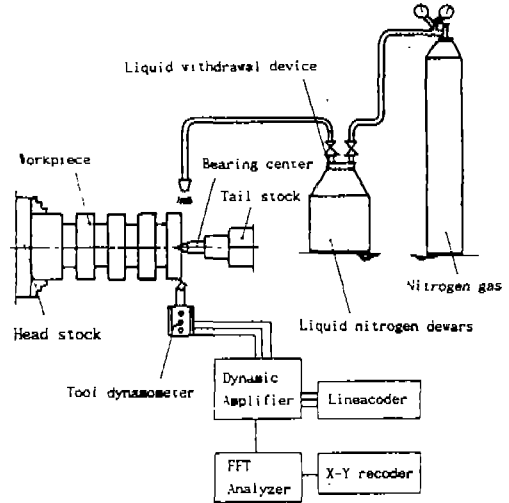 Liquid withdrawal device
Workpiece
Bearing center
Tail stock
Nitrogen gas
Head stock
Liquid nitrogen dewars
Tool dynamometer
Dynamic
Amplifier
Lineacoder
FFT
Analyzer
X-Y recoder